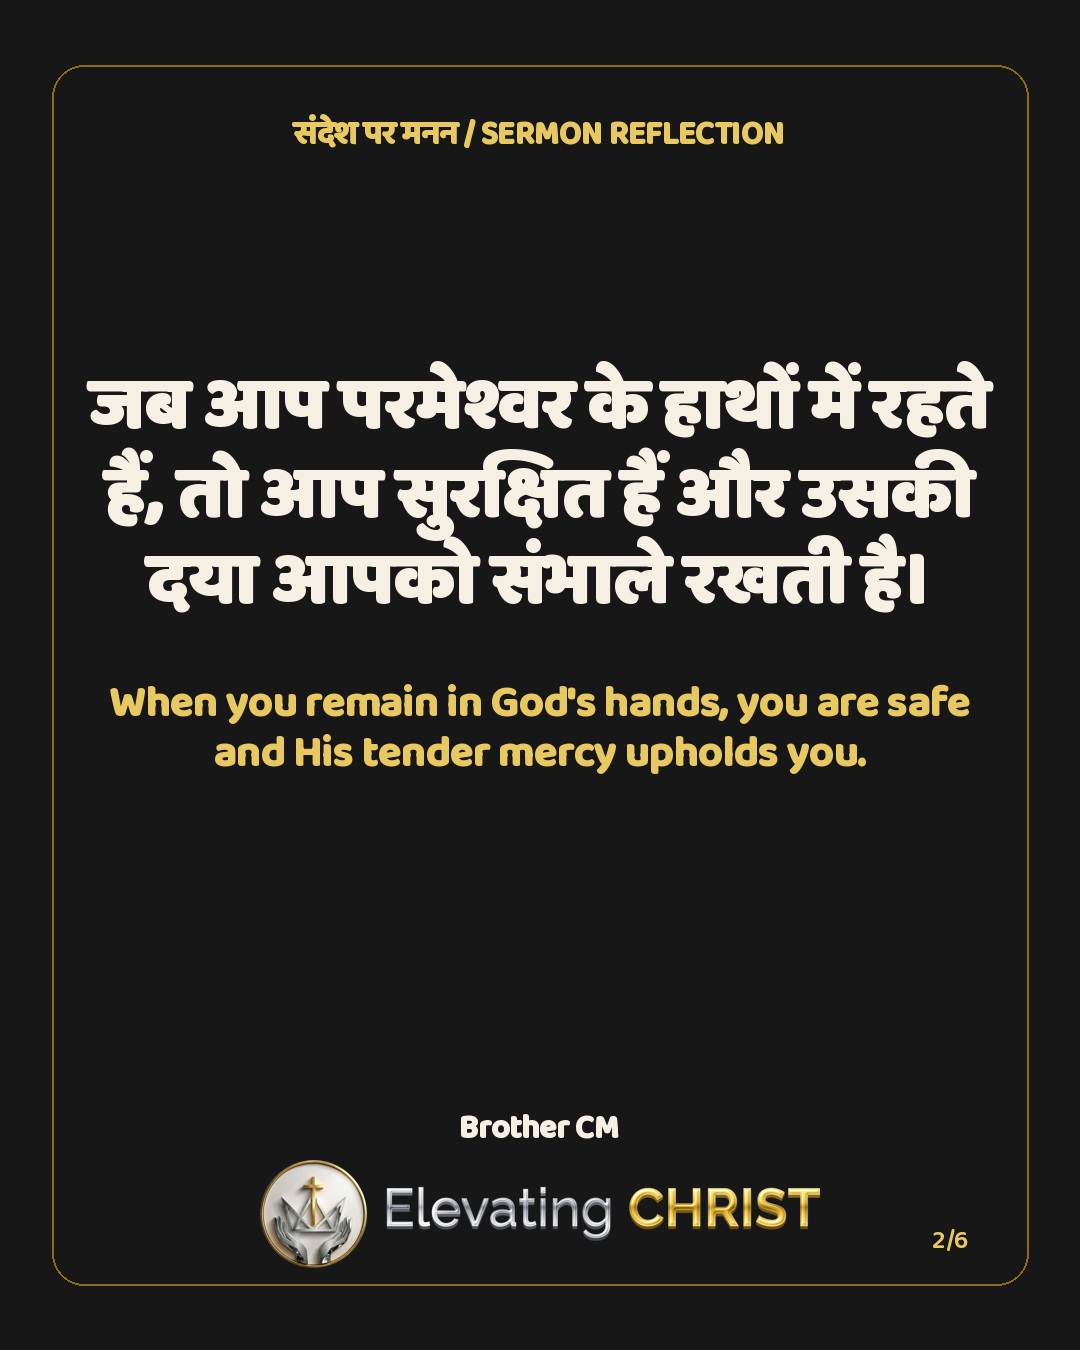 संदेश पर मनन / SERMON REFLECTION
जब आप परमेश्वर के हाथों में रहते
हैं, तो आप सुरक्षित हैं और उसकी
दया आपको संभाले रखती है।
When you remain in God's hands, you are safe
and His tender mercy upholds you.
Brother CM
Elevating CHRIST
2/6